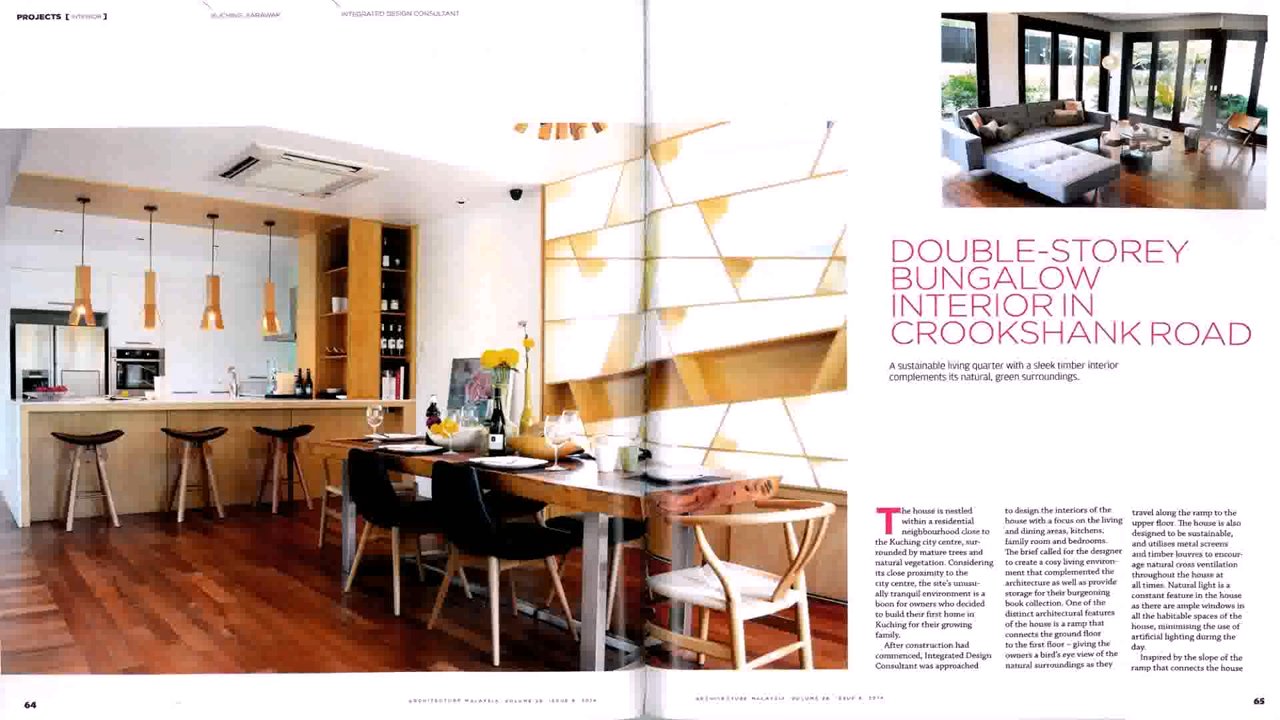 PROJECTS [ INTERIOR ]
KUCHING, SARAWAK
INTEGRATED DESIGN CONSULTANT
DOUBLE-STOREY
BUNGALOW
INTERIOR IN
CROOKSHANK ROAD
A sustainable living quarter with a sleek timber interior
complements its natural, green surroundings.
The house is nestled
within a residential
neighbourhood close to
the Kuching city centre, sur-
rounded by mature trees and
natural vegetation. Considering
its close proximity to the
city centre, the site's unusu-
ally tranquil environment is a
boon for owners who decided
to build their first home in
Kuching for their growing
family.
After construction had
commenced, Integrated Design
Consultant was approached
to design the interiors of the
house with a focus on the living
and dining areas, kitchens,
family room and bedrooms.
The brief called for the designer
to create a cosy living environ-
ment that complemented the
architecture as well as provide
storage for their burgeoning
book collection. One of the
distinct architectural features
of the house is a ramp that
connects the ground floor
to the first floor – giving the
owners a bird's eye view of the
natural surroundings as they
travel along the ramp to the
upper floor. The house is also
designed to be sustainable,
and utilises metal screens
and timber louvres to encour-
age natural cross ventilation
throughout the house at
all times. Natural light is a
constant feature in the house
as there are ample windows in
all the habitable spaces of the
house, minimising the use of
artificial lighting during the
day.
Inspired by the slope of the
ramp that connects the house
64
ARCHITECTURE MALAYSIA, VOLUME 26
ARCHITECTURE MALAYSIA, VOLUME 26
65